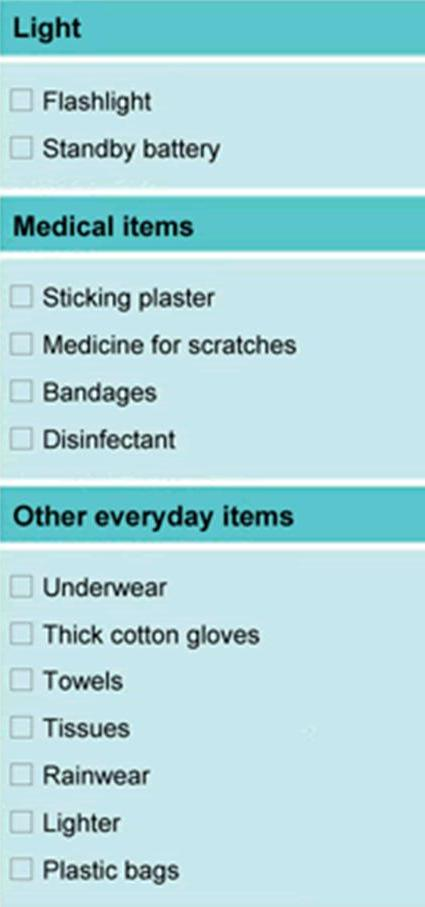 Light
Flashlight
Standby battery
Medical items
Sticking plaster
Medicine for scratches
Bandages
Disinfectant
Other everyday items
Underwear
Thick cotton gloves
Towels
Tissues
Rainwear
Lighter
Plastic bags